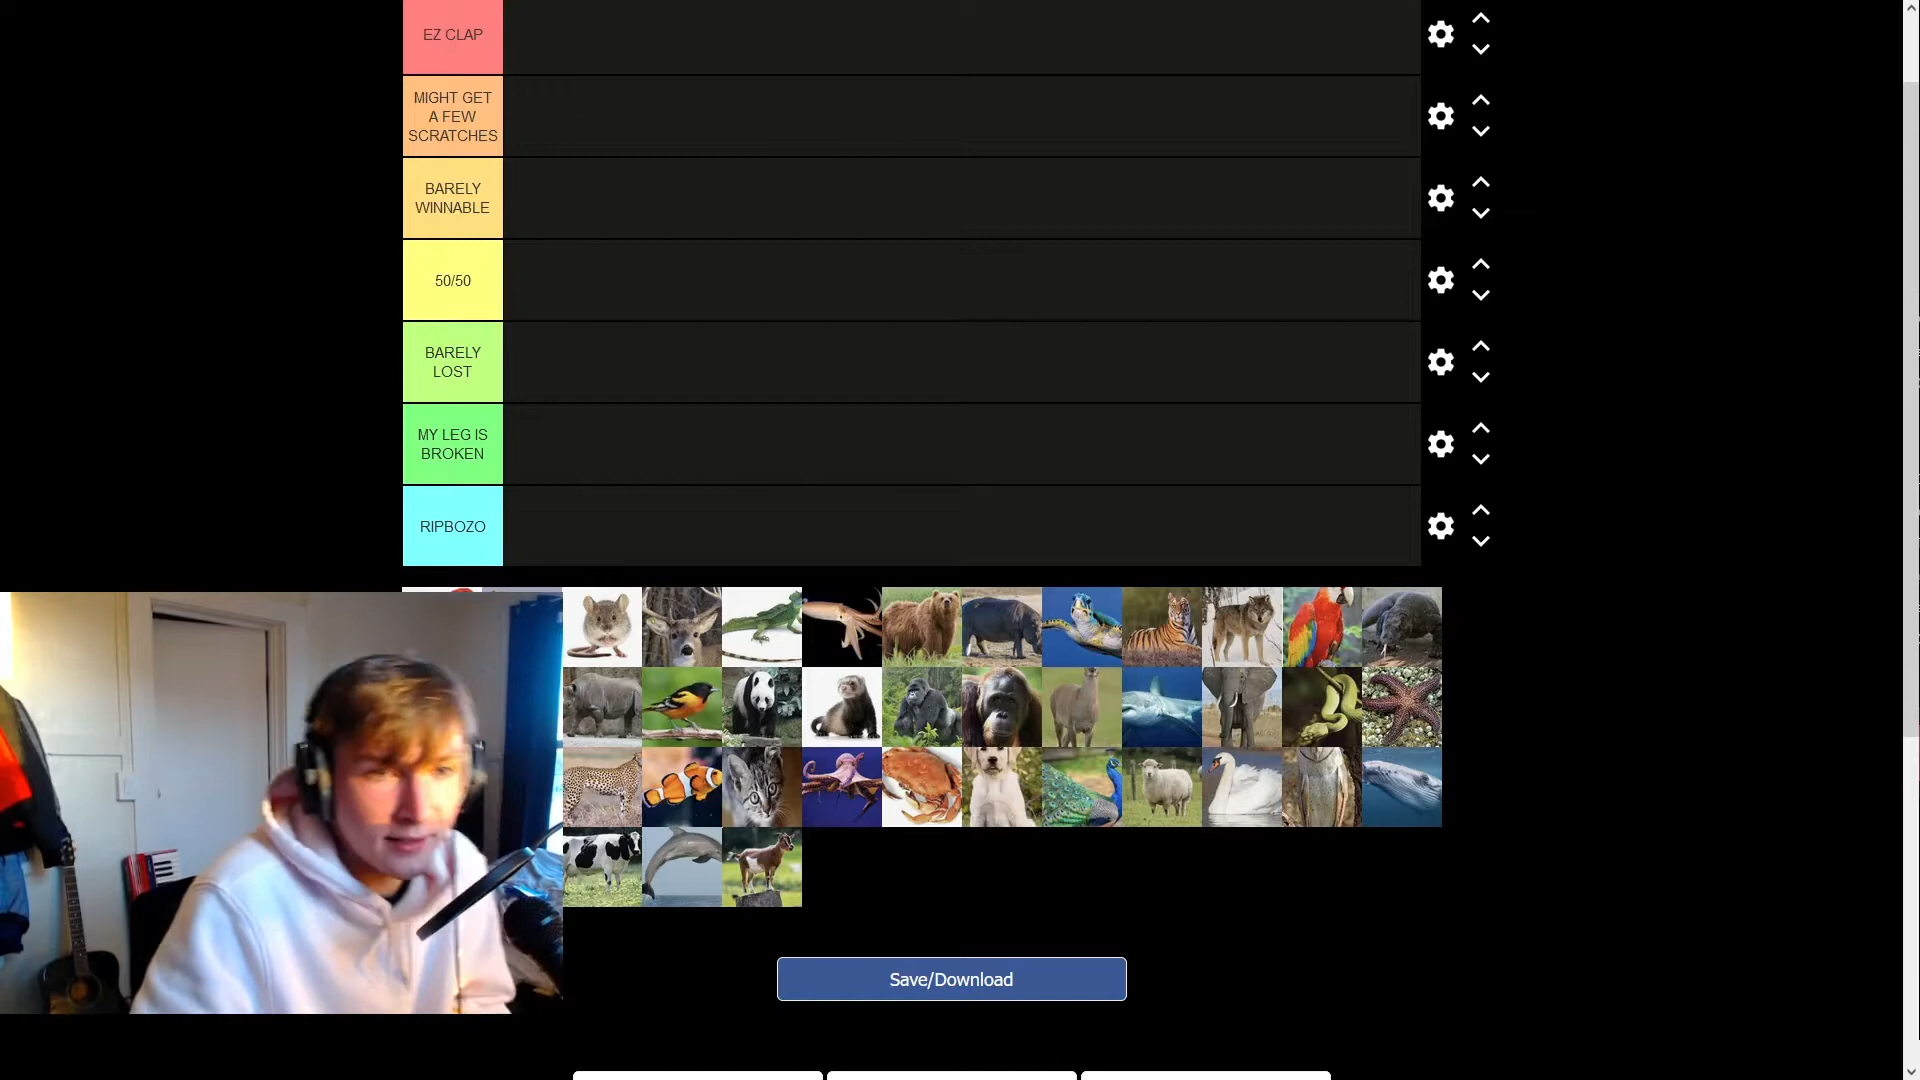 EZ CLAP
MIGHT GET
A FEW
SCRATCHES
BARELY
WINNABLE
50/50
BARELY
LOST
MY LEG IS
BROKEN
RIPBOZO
Save/Download